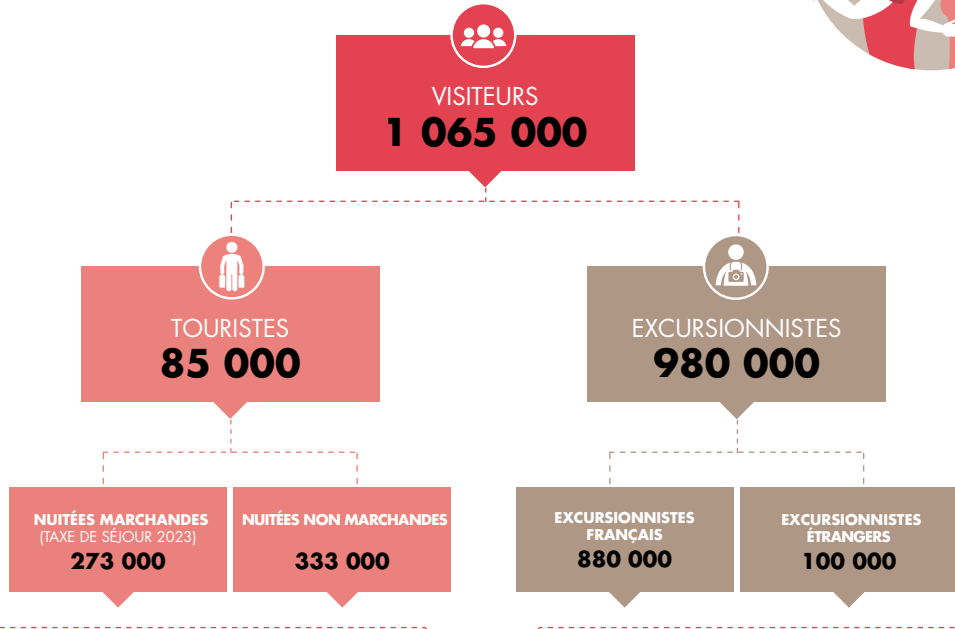 VISITEURS
1 065 000
TOURISTES
85 000
EXCURSIONNISTES
980 000
NUITÉES MARCHANDES
(TAXE DE SÉJOUR 2023)
273 000
NUITÉES NON MARCHANDES
333 000
EXCURSIONNISTES
FRANÇAIS
880 000
EXCURSIONNISTES
ÉTRANGERS
100 000